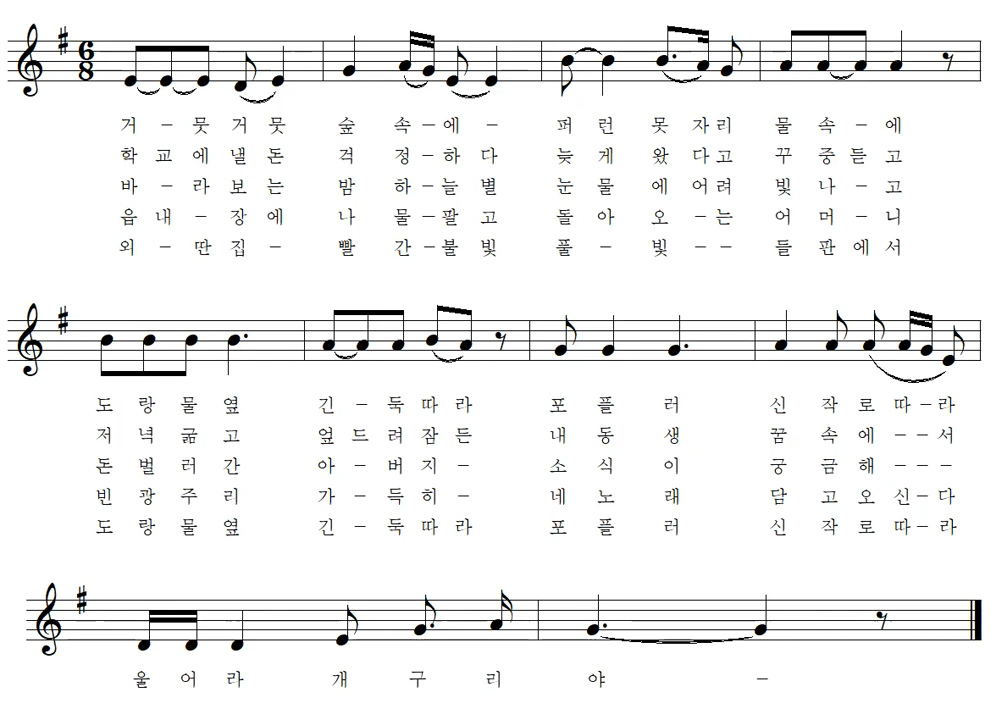 6
8
거 - 뭇 거 뭇 숲 속 - 에 - 퍼 런 못 자 리 물 속 - 에
학 교 에 낼 돈 걱 정 - 하 다 늦 게 왔 다 고 꾸 중 듣 고
바 - 라 보 는 밤 하 - 늘 별 눈 물 에 어 려 빛 나 - 고
읍 내 - 장 에 나 물 - 팔 고 돌 아 오 - 는 어 머 - 니
외 - 딴 집 - 빨 간 - 불 빛 풀 - 빛 - - 들 판 에 서
도 랑 물 옆 긴 - 둑 따 라 포 플 러 신 작 로 따 - 라
저 녁 굶 고 엎 드 려 잠 든 내 동 생 꿈 속 에 - - 서
돈 벌 러 간 아 - 버 지 - 소 식 이 궁 금 해 - - -
빈 광 주 리 가 - 득 히 - 네 노 래 담 고 오 신 - 다
도 랑 물 옆 긴 - 둑 따 라 포 플 러 신 작 로 따 - 라
울 어 라 개 구 리 야 -